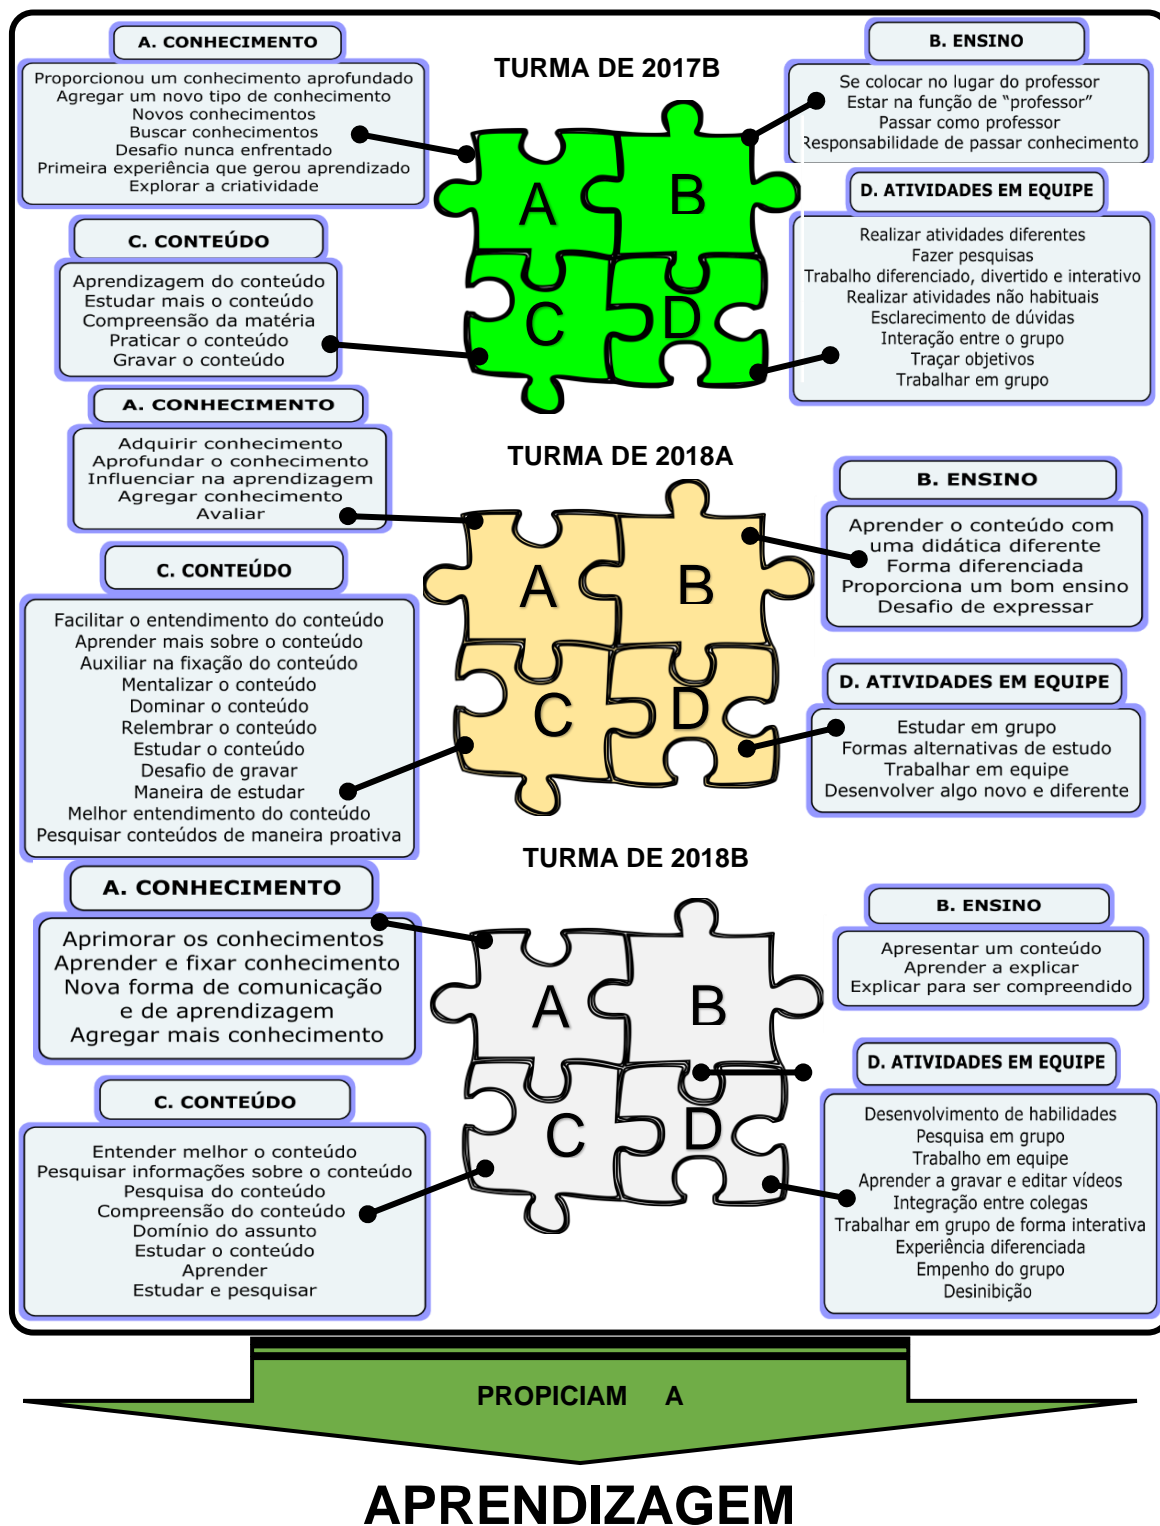 TURMA DE 2017B
A. CONHECIMENTO
Proporcionou um conhecimento aprofundado
Agregar um novo tipo de conhecimento
Novos conhecimentos
Buscar conhecimentos
Desafio nunca enfrentado
Primeira experiência que gerou aprendizado
Explorar a criatividade
B. ENSINO
Se colocar no lugar do professor
Estar na função de “professor”
Passar como professor
Responsabilidade de passar conhecimento
C. CONTEÚDO
Aprendizagem do conteúdo
Estudar mais o conteúdo
Compreensão da matéria
Praticar o conteúdo
Gravar o conteúdo
D. ATIVIDADES EM EQUIPE
Realizar atividades diferentes
Fazer pesquisas
Trabalho diferenciado, divertido e interativo
Realizar atividades não habituais
Esclarecimento de dúvidas
Interação entre o grupo
Traçar objetivos
Trabalhar em grupo
A
B
C
D
TURMA DE 2018A
A. CONHECIMENTO
Adquirir conhecimento
Aprofundar o conhecimento
Influenciar na aprendizagem
Agregar conhecimento
Avaliar
B. ENSINO
Aprender o conteúdo com
uma didática diferente
Forma diferenciada
Proporciona um bom ensino
Desafio de expressar
C. CONTEÚDO
Facilitar o entendimento do conteúdo
Aprender mais sobre o conteúdo
Auxiliar na fixação do conteúdo
Mentalizar o conteúdo
Dominar o conteúdo
Relembrar o conteúdo
Estudar o conteúdo
Desafio de gravar
Maneira de estudar
Melhor entendimento do conteúdo
Pesquisar conteúdos de maneira proativa
D. ATIVIDADES EM EQUIPE
Estudar em grupo
Formas alternativas de estudo
Trabalhar em equipe
Desenvolver algo novo e diferente
A
B
C
D
TURMA DE 2018B
A. CONHECIMENTO
Aprimorar os conhecimentos
Aprender e fixar conhecimento
Nova forma de comunicação
e de aprendizagem
Agregar mais conhecimento
B. ENSINO
Apresentar um conteúdo
Aprender a explicar
Explicar para ser compreendido
C. CONTEÚDO
Entender melhor o conteúdo
Pesquisar informações sobre o conteúdo
Pesquisa do conteúdo
Compreensão do conteúdo
Domínio do assunto
Estudar o conteúdo
Aprender
Estudar e pesquisar
D. ATIVIDADES EM EQUIPE
Desenvolvimento de habilidades
Pesquisa em grupo
Trabalho em equipe
Aprender a gravar e editar vídeos
Integração entre colegas
Trabalhar em grupo de forma interativa
Experiência diferenciada
Empenho do grupo
Desinibição
A
B
C
D
PROPICIAM A
APRENDIZAGEM